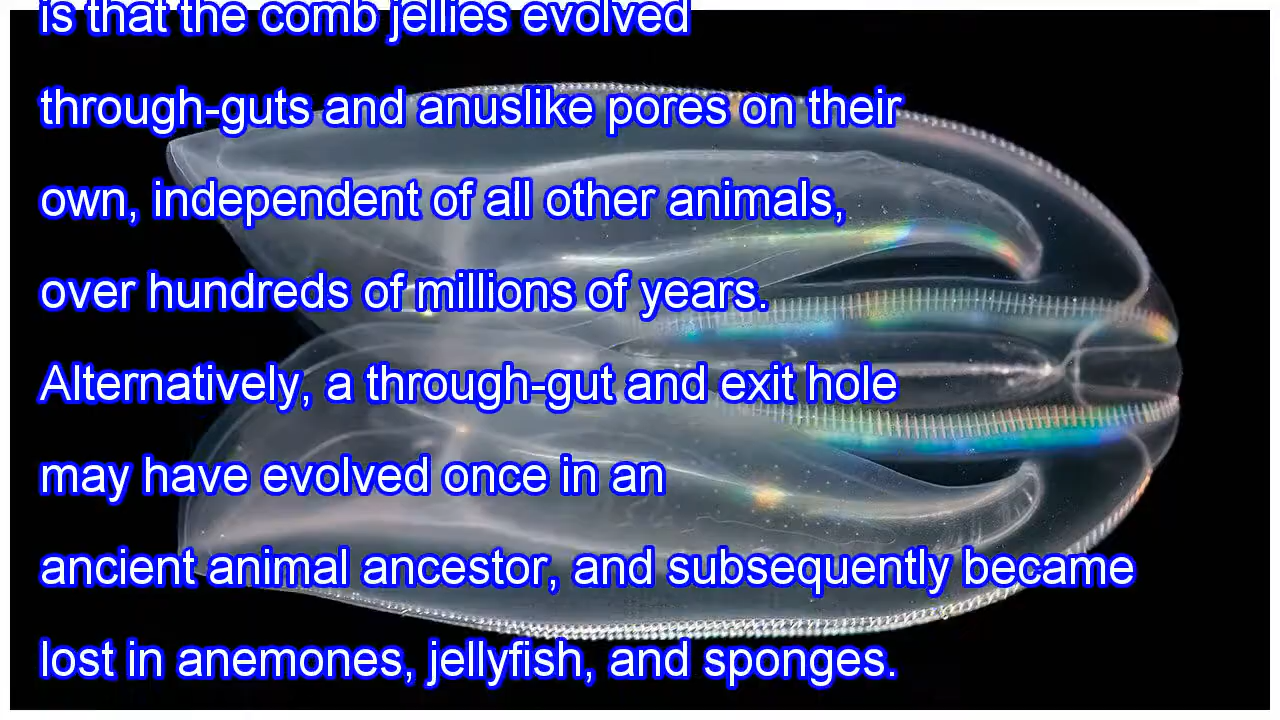 is that the comb jellies evolved
through-guts and anuslike pores on their
own, independent of all other animals,
over hundreds of millions of years.
Alternatively, a through-gut and exit hole
may have evolved once in an
ancient animal ancestor, and subsequently became
lost in anemones, jellyfish, and sponges.